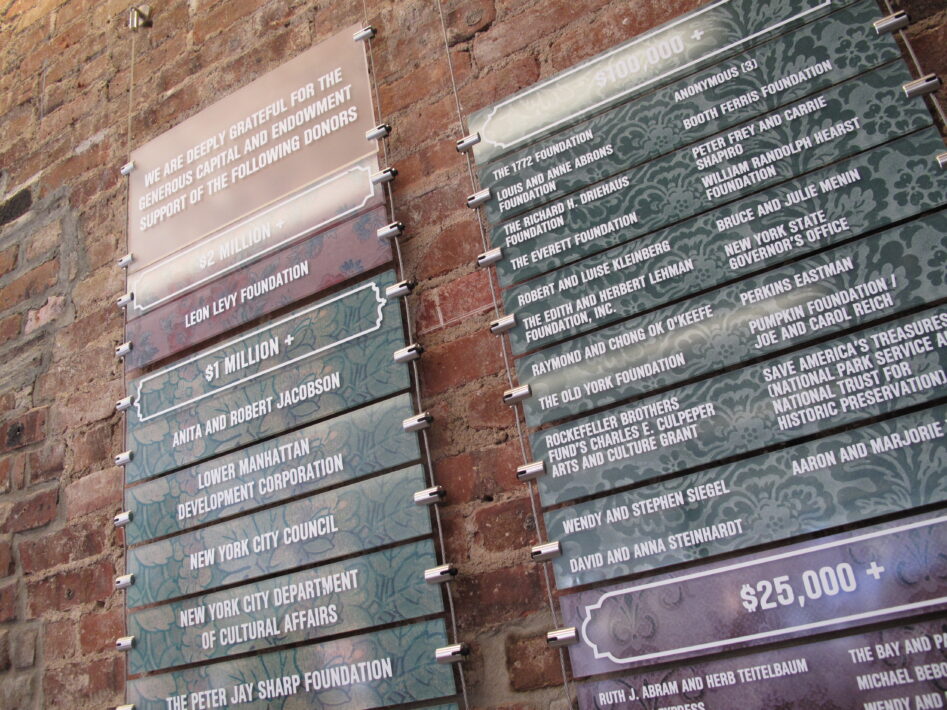 WE ARE DEEPLY GRATEFUL FOR THE
GENEROUS CAPITAL AND ENDOWMENT
SUPPORT OF THE FOLLOWING DONORS
$2 MILLION +
LEON LEVY FOUNDATION
$1 MILLION +
ANITA AND ROBERT JACOBSON
LOWER MANHATTAN
DEVELOPMENT CORPORATION
NEW YORK CITY COUNCIL
NEW YORK CITY DEPARTMENT
OF CULTURAL AFFAIRS
THE PETER JAY SHARP FOUNDATION
$100,000 +
ANONYMOUS (3)
THE 1772 FOUNDATION
BOOTH FERRIS FOUNDATION
LOUIS AND ANNE ABRONS
FOUNDATION
PETER FREY AND CARRIE
SHAPIRO
THE RICHARD H. DRIEHAUS
FOUNDATION
WILLIAM RANDOLPH HEARST
FOUNDATION
THE EVERETT FOUNDATION
BRUCE AND JULIE MENIN
ROBERT AND LUISE KLEINBERG
NEW YORK STATE
GOVERNOR'S OFFICE
THE EDITH AND HERBERT LEHMAN
FOUNDATION, INC.
PERKINS EASTMAN
RAYMOND AND CHONG OK O'KEEFE
PUMPKIN FOUNDATION /
JOE AND CAROL REICH
THE OLD YORK FOUNDATION
SAVE AMERICA'S TREASURES
(NATIONAL PARK SERVICE
NATIONAL TRUST FOR
HISTORIC PRESERVATION)
ROCKEFELLER BROTHERS
FUND'S CHARLES E. CULPEPER
ARTS AND CULTURE GRANT
AARON AND MARJORIE
WENDY AND STEPHEN SIEGEL
DAVID AND ANNA STEINHARDT
$25,000 +
RUTH J. ABRAM AND HERB TEITELBAUM
THE BAY AND
MICHAEL
WENDY AND